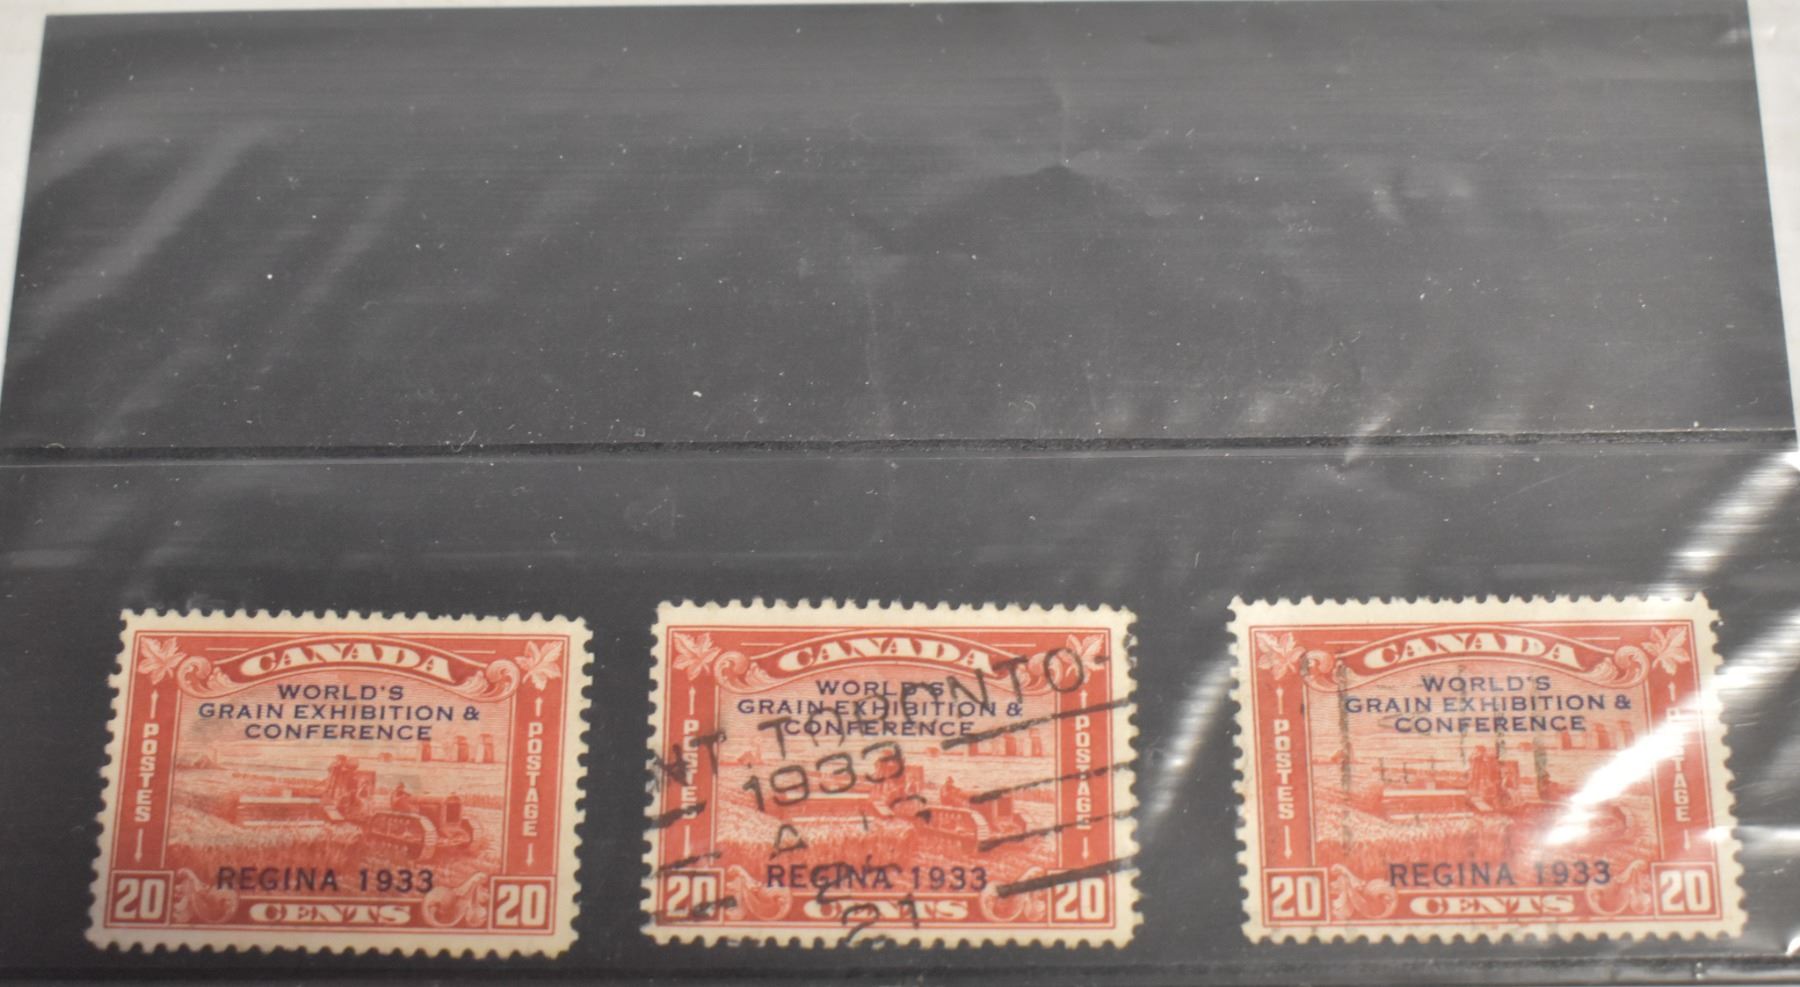 CANADA
WORLD'S
GRAIN EXHIBITION &
CONFERENCE
POSTES
POSTAGE
REGINA 1933
20
20
CENTS
CANADA
WORLD'S
GRAIN EXHIBITION &
CONFERENCE
POSTES
POSTAGE
TORONTO
1933
REGINA 1933
20
20
CENTS
CANADA
WORLD'S
GRAIN EXHIBITION &
CONFERENCE
POSTES
POSTAGE
REGINA 1933
20
20
CENTS